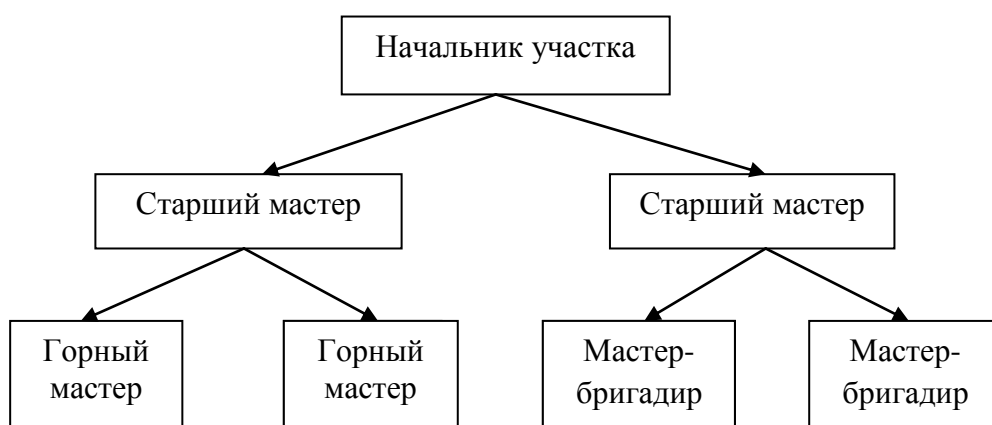 Начальник участка
Старший мастер
Старший мастер
Горный
мастер
Горный
мастер
Мастер-
бригадир
Мастер-
бригадир